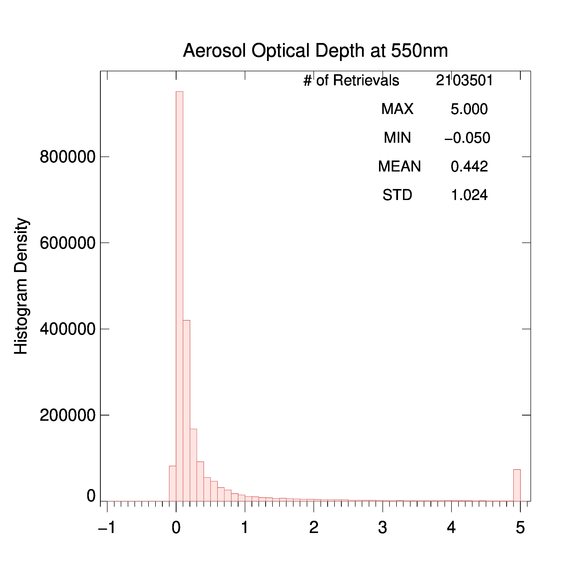 Aerosol Optical Depth at 550nm
# of Retrievals 2103501
MAX 5.000
MIN −0.050
MEAN 0.442
STD 1.024
Histogram Density
800000
600000
400000
200000
0
−1 0 1 2 3 4 5